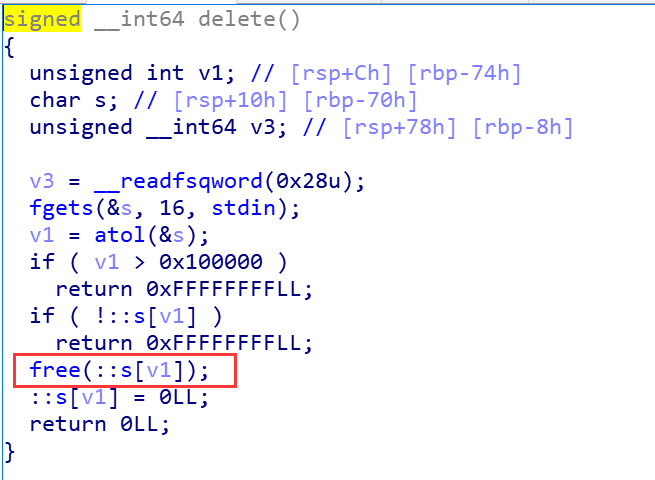 signed __int64 delete()
{
  unsigned int v1; // [rsp+Ch] [rbp-74h]
  char s; // [rsp+10h] [rbp-70h]
  unsigned __int64 v3; // [rsp+78h] [rbp-8h]

  v3 = __readfsqword(0x28u);
  fgets(&s, 16, stdin);
  v1 = atol(&s);
  if ( v1 > 0x100000 )
    return 0xFFFFFFFFLL;
  if ( !::s[v1] )
    return 0xFFFFFFFFLL;
  free(::s[v1]);
  ::s[v1] = 0LL;
  return 0LL;
}